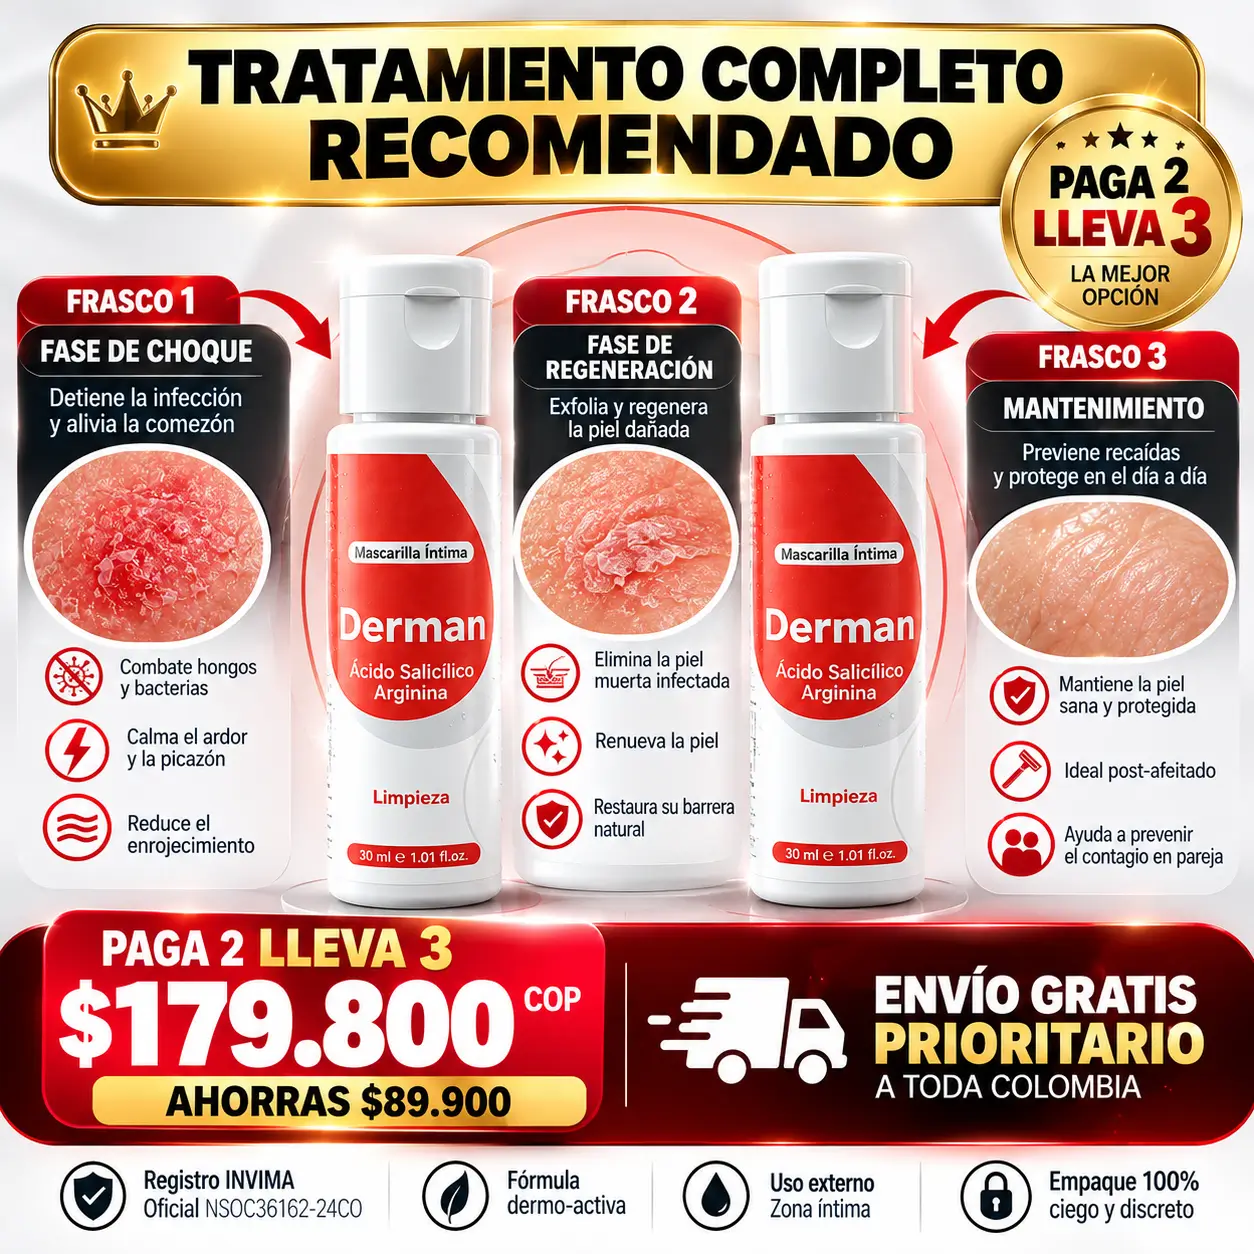 TRATAMIENTO COMPLETO
RECOMENDADO
PAGA 2
LLEVA 3
LA MEJOR
OPCIÓN
FRASCO 1
FASE DE CHOQUE
Detiene la infección
y alivia la comezón
Combate hongos
y bacterias
Calma el ardor
y la picazón
Reduce el
enrojecimiento
Mascarilla Íntima
Derman
Ácido Salicílico
Arginina
Limpieza
30 ml e 1.01 fl.oz.
FRASCO 2
FASE DE
REGENERACIÓN
Exfolia y regenera
la piel dañada
Elimina la piel
muerta infectada
Renueva la piel
Restaura su barrera
natural
Mascarilla Íntima
Derman
Ácido Salicílico
Arginina
Limpieza
30 ml e 1.01 fl.oz.
FRASCO 3
MANTENIMIENTO
Previene recaídas
y protege en el día a día
Mantiene la piel
sana y protegida
Ideal post-afeitado
Ayuda a prevenir
el contagio en pareja
PAGA 2 LLEVA 3
$179.800 COP
AHORRAS $89.900
ENVÍO GRATIS
PRIORITARIO
A TODA COLOMBIA
Registro INVIMA
Oficial NSOC36162-24CO
Fórmula
dermo-activa
Uso externo
Zona íntima
Empaque 100%
ciego y discreto